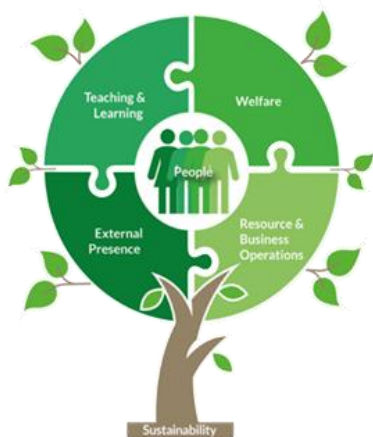 Teaching &
Learning
Welfare
People
External
Presence
Resource &
Business
Operations
Sustainability